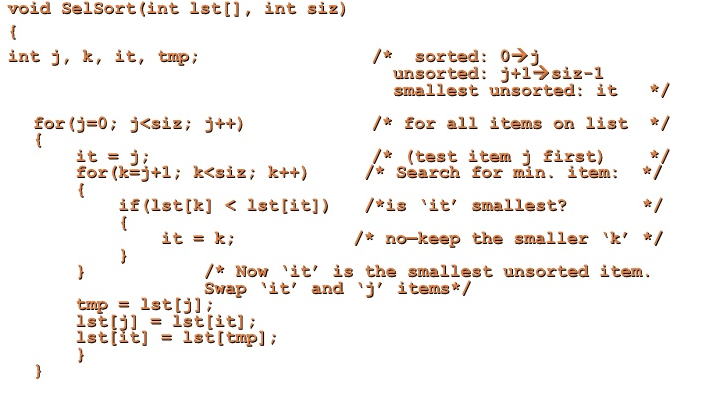 void SelSort(int lst[], int siz)
{
int j, k, it, tmp; /* sorted: 0→j
unsorted: j+1→siz-1
smallest unsorted: it */
for(j=0; j<siz; j++) /* for all items on list */
{
it = j; /* (test item j first) */
for(k=j+1; k<siz; k++) /* Search for min. item: */
{
if(lst[k] < lst[it]) /*is ‘it’ smallest? */
{
it = k; /* no—keep the smaller ‘k’ */
}
} /* Now ‘it’ is the smallest unsorted item.
Swap ‘it’ and ‘j’ items*/
tmp = lst[j];
lst[j] = lst[it];
lst[it] = lst[tmp];
}
}